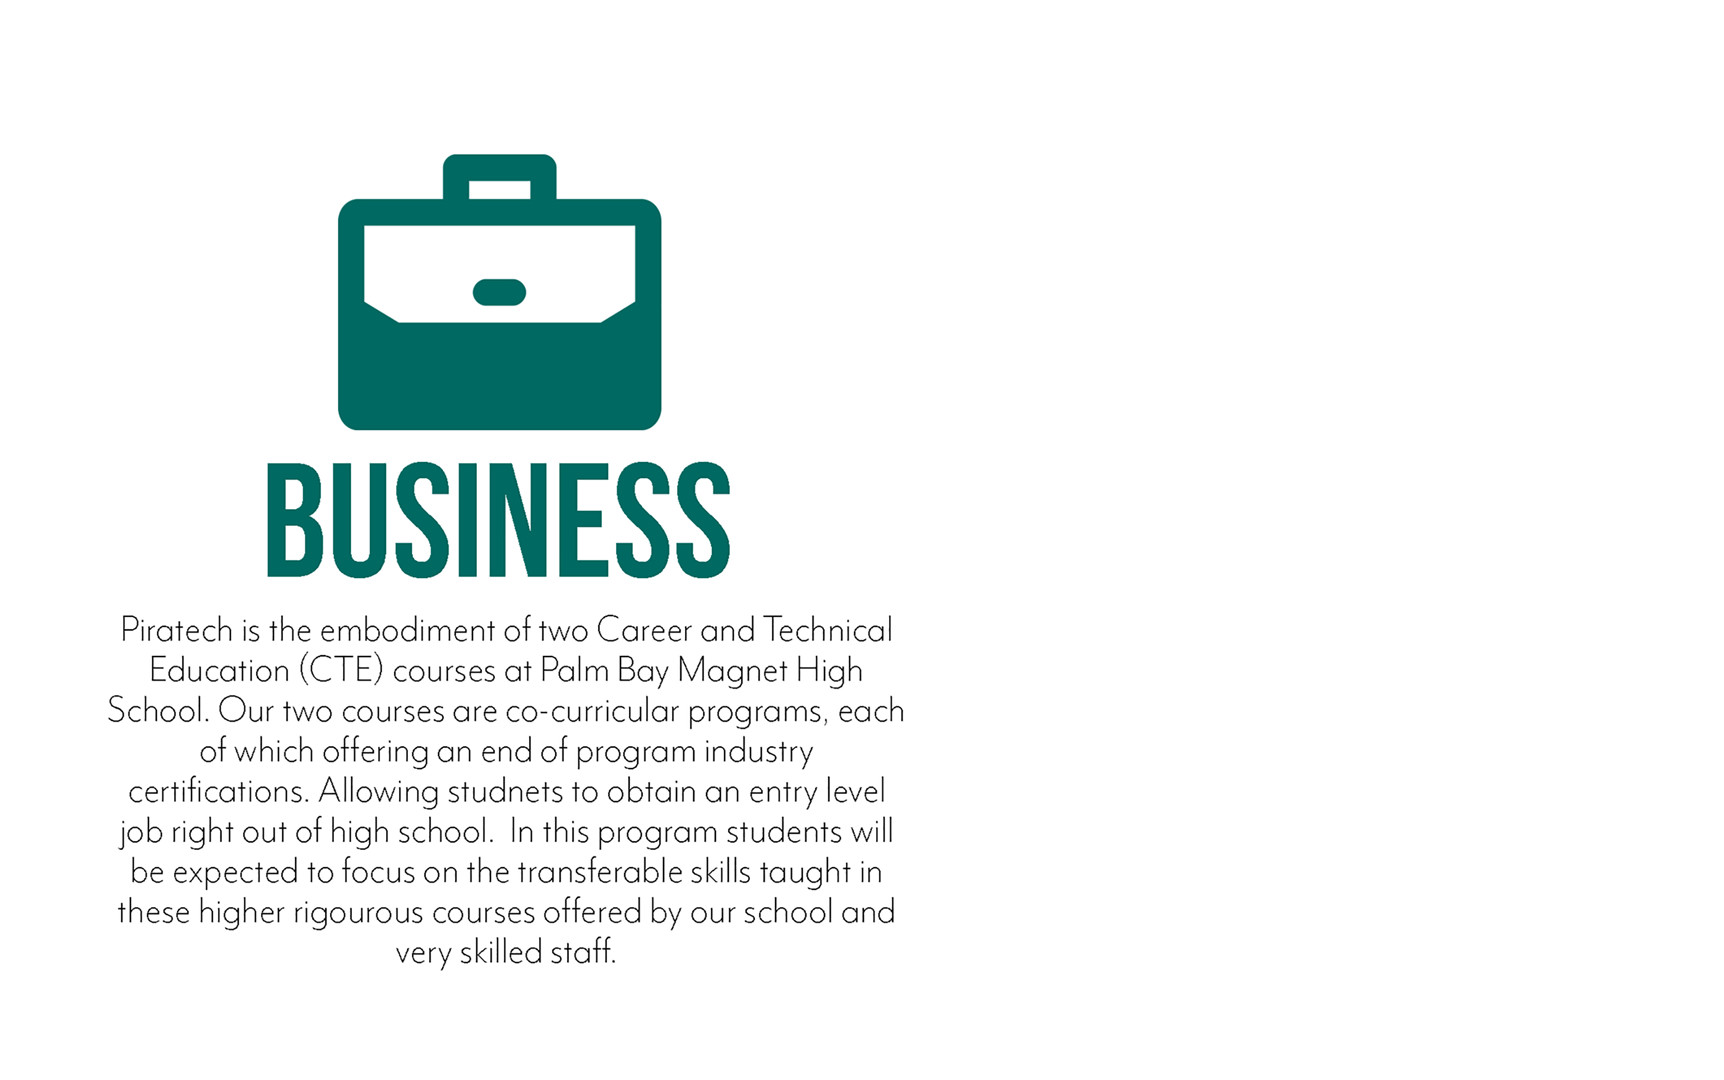 BUSINESS
Piratech is the embodiment of two Career and Technical
Education (CTE) courses at Palm Bay Magnet High
School. Our two courses are co-curricular programs, each
of which offering an end of program industry
certifications. Allowing studnets to obtain an entry level
job right out of high school.  In this program students will
be expected to focus on the transferable skills taught in
these higher rigourous courses offered by our school and
very skilled staff.